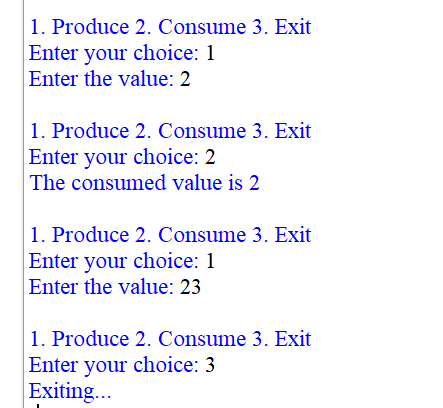 1. Produce 2. Consume 3. Exit
Enter your choice: 1
Enter the value: 2
1. Produce 2. Consume 3. Exit
Enter your choice: 2
The consumed value is 2
1. Produce 2. Consume 3. Exit
Enter your choice: 1
Enter the value: 23
1. Produce 2. Consume 3. Exit
Enter your choice: 3
Exiting...